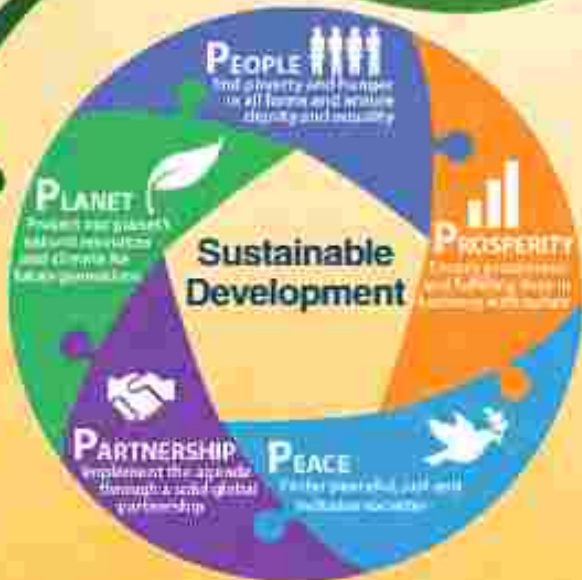 PEOPLE
End poverty and hunger
in all forms and ensure
dignity and equality
PROSPERITY
Ensure prosperous
and fulfilling lives in
harmony with nature
PEACE
Foster peaceful, just and
inclusive societies
PARTNERSHIP
Implement the agenda
through a solid global
partnership
PLANET
Protect our planet's
natural resources
and climate for
future generations
Sustainable
Development